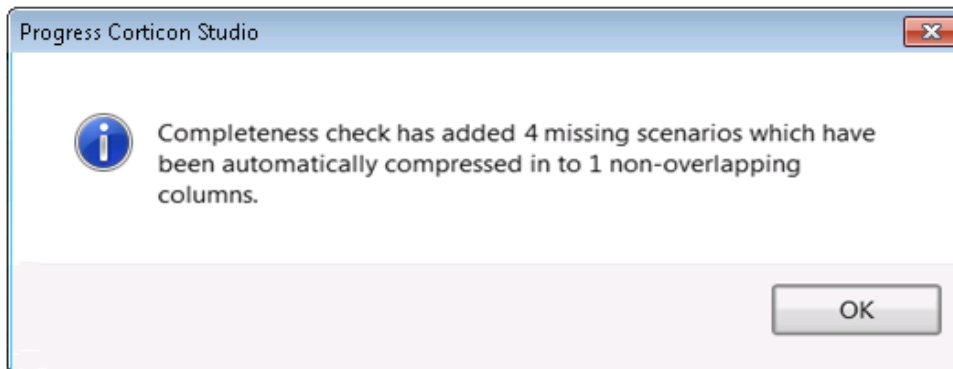 Progress Corticon Studio
Completeness check has added 4 missing scenarios which have
been automatically compressed in to 1 non-overlapping
columns.
OK